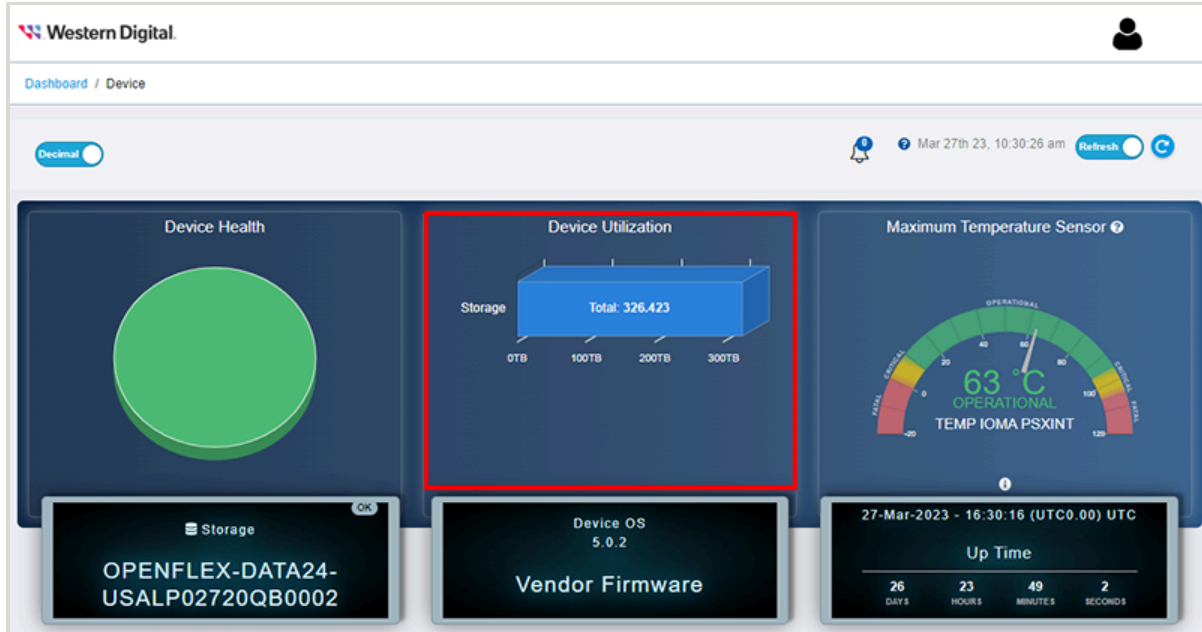 Western Digital.
Dashboard / Device
Decimal
0
Mar 27th 23, 10:30:26 am
Refresh
Device Health
Device Utilization
Storage
Total: 326.423
0TB 100TB 200TB 300TB
Maximum Temperature Sensor
OPERATIONAL
CRITICAL
CRITICAL
FATAL
FATAL
-20 0 20 40 60 80 100 120
63 °C
OPERATIONAL
TEMP IOMA PSXINT
OK
Storage
OPENFLEX-DATA24-
USALP02720QB0002
Device OS
5.0.2
Vendor Firmware
27-Mar-2023 - 16:30:16 (UTC0.00) UTC
Up Time
26 23 49 2
DAYS HOURS MINUTES SECONDS